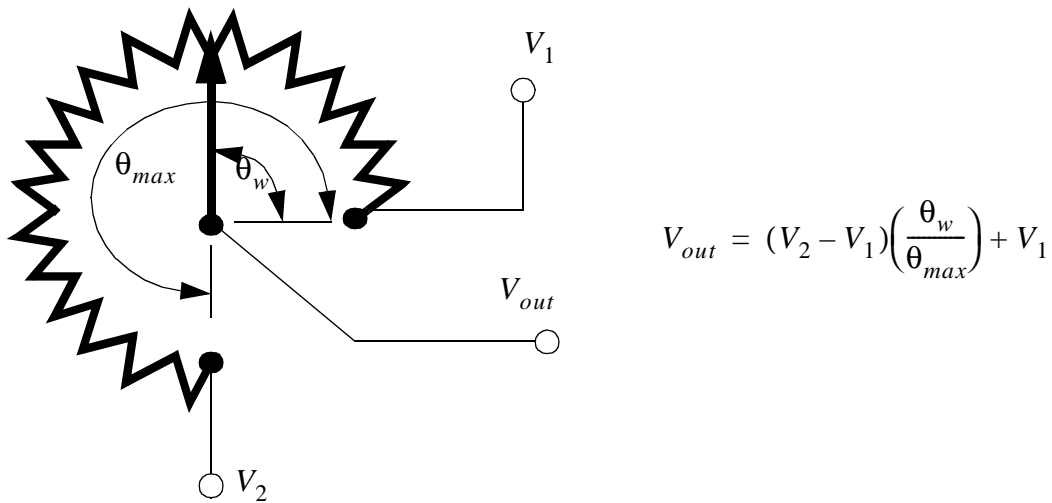 V1
θmax
θw
Vout = (V2 – V1)(θw/θmax) + V1
Vout
V2